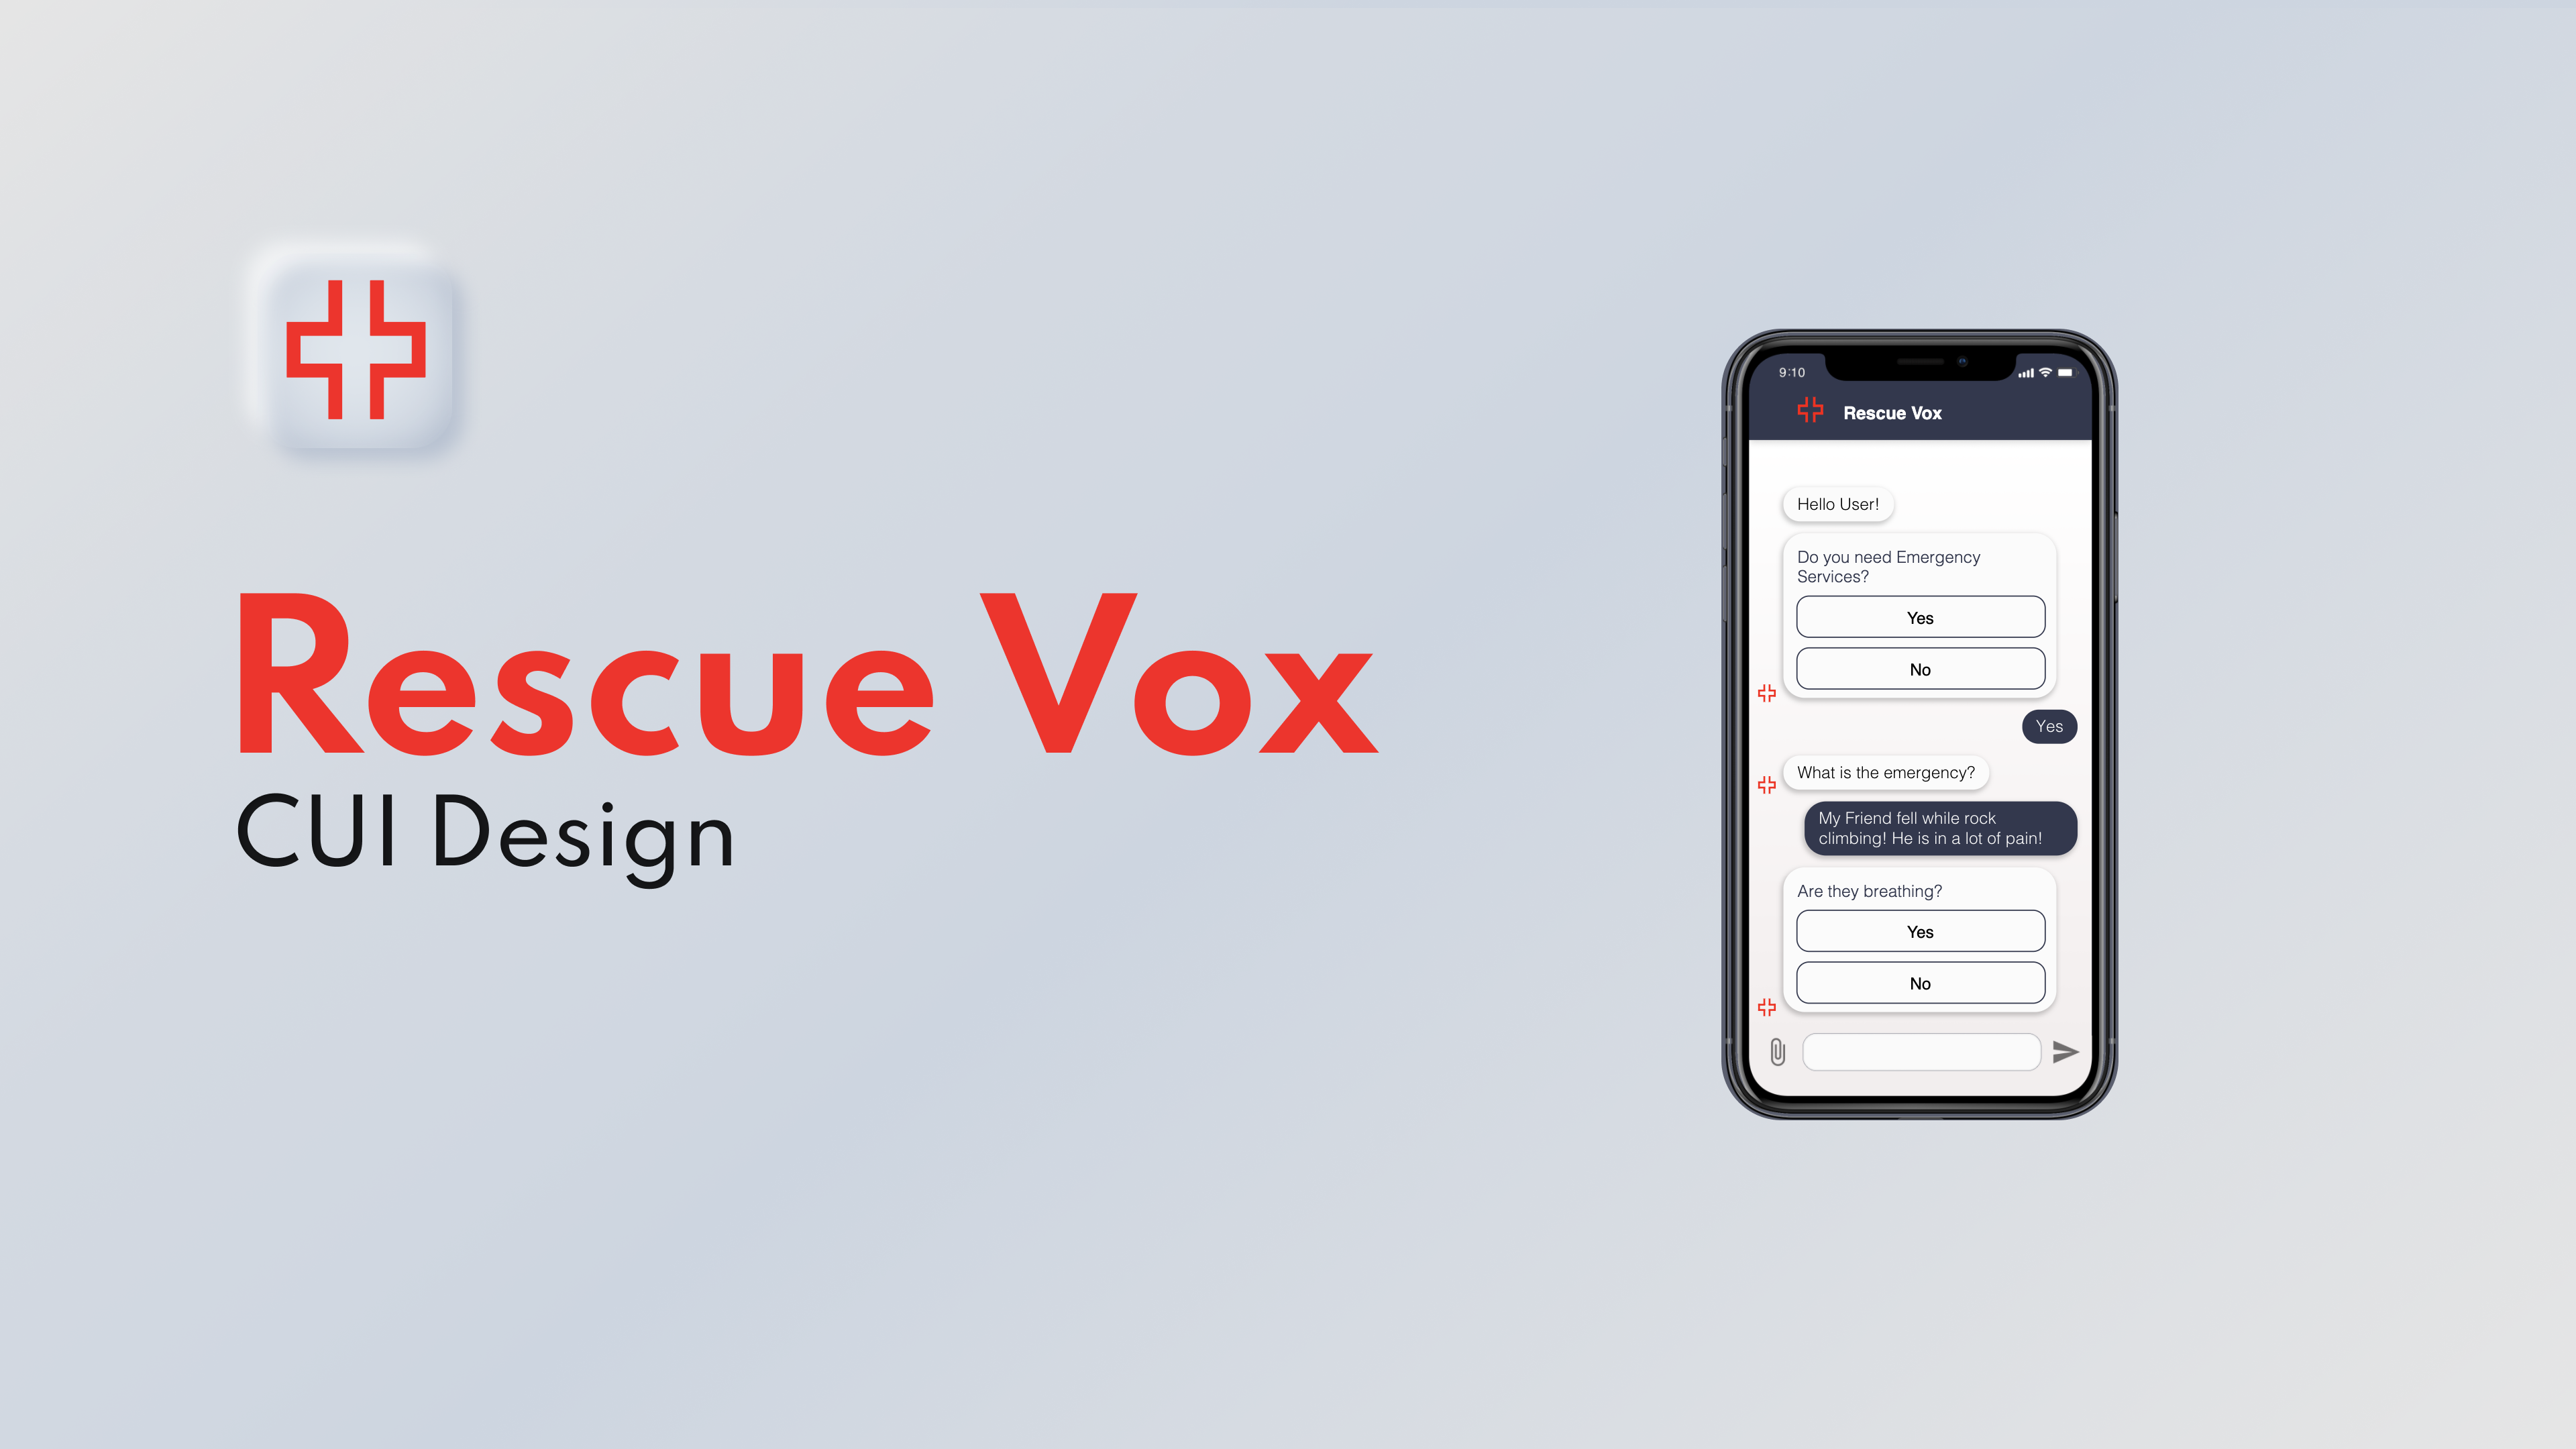 Rescue Vox
CUI Design
9:10
Rescue Vox
Hello User!
Do you need Emergency
Services?
Yes
No
Yes
What is the emergency?
My Friend fell while rock
climbing! He is in a lot of pain!
Are they breathing?
Yes
No